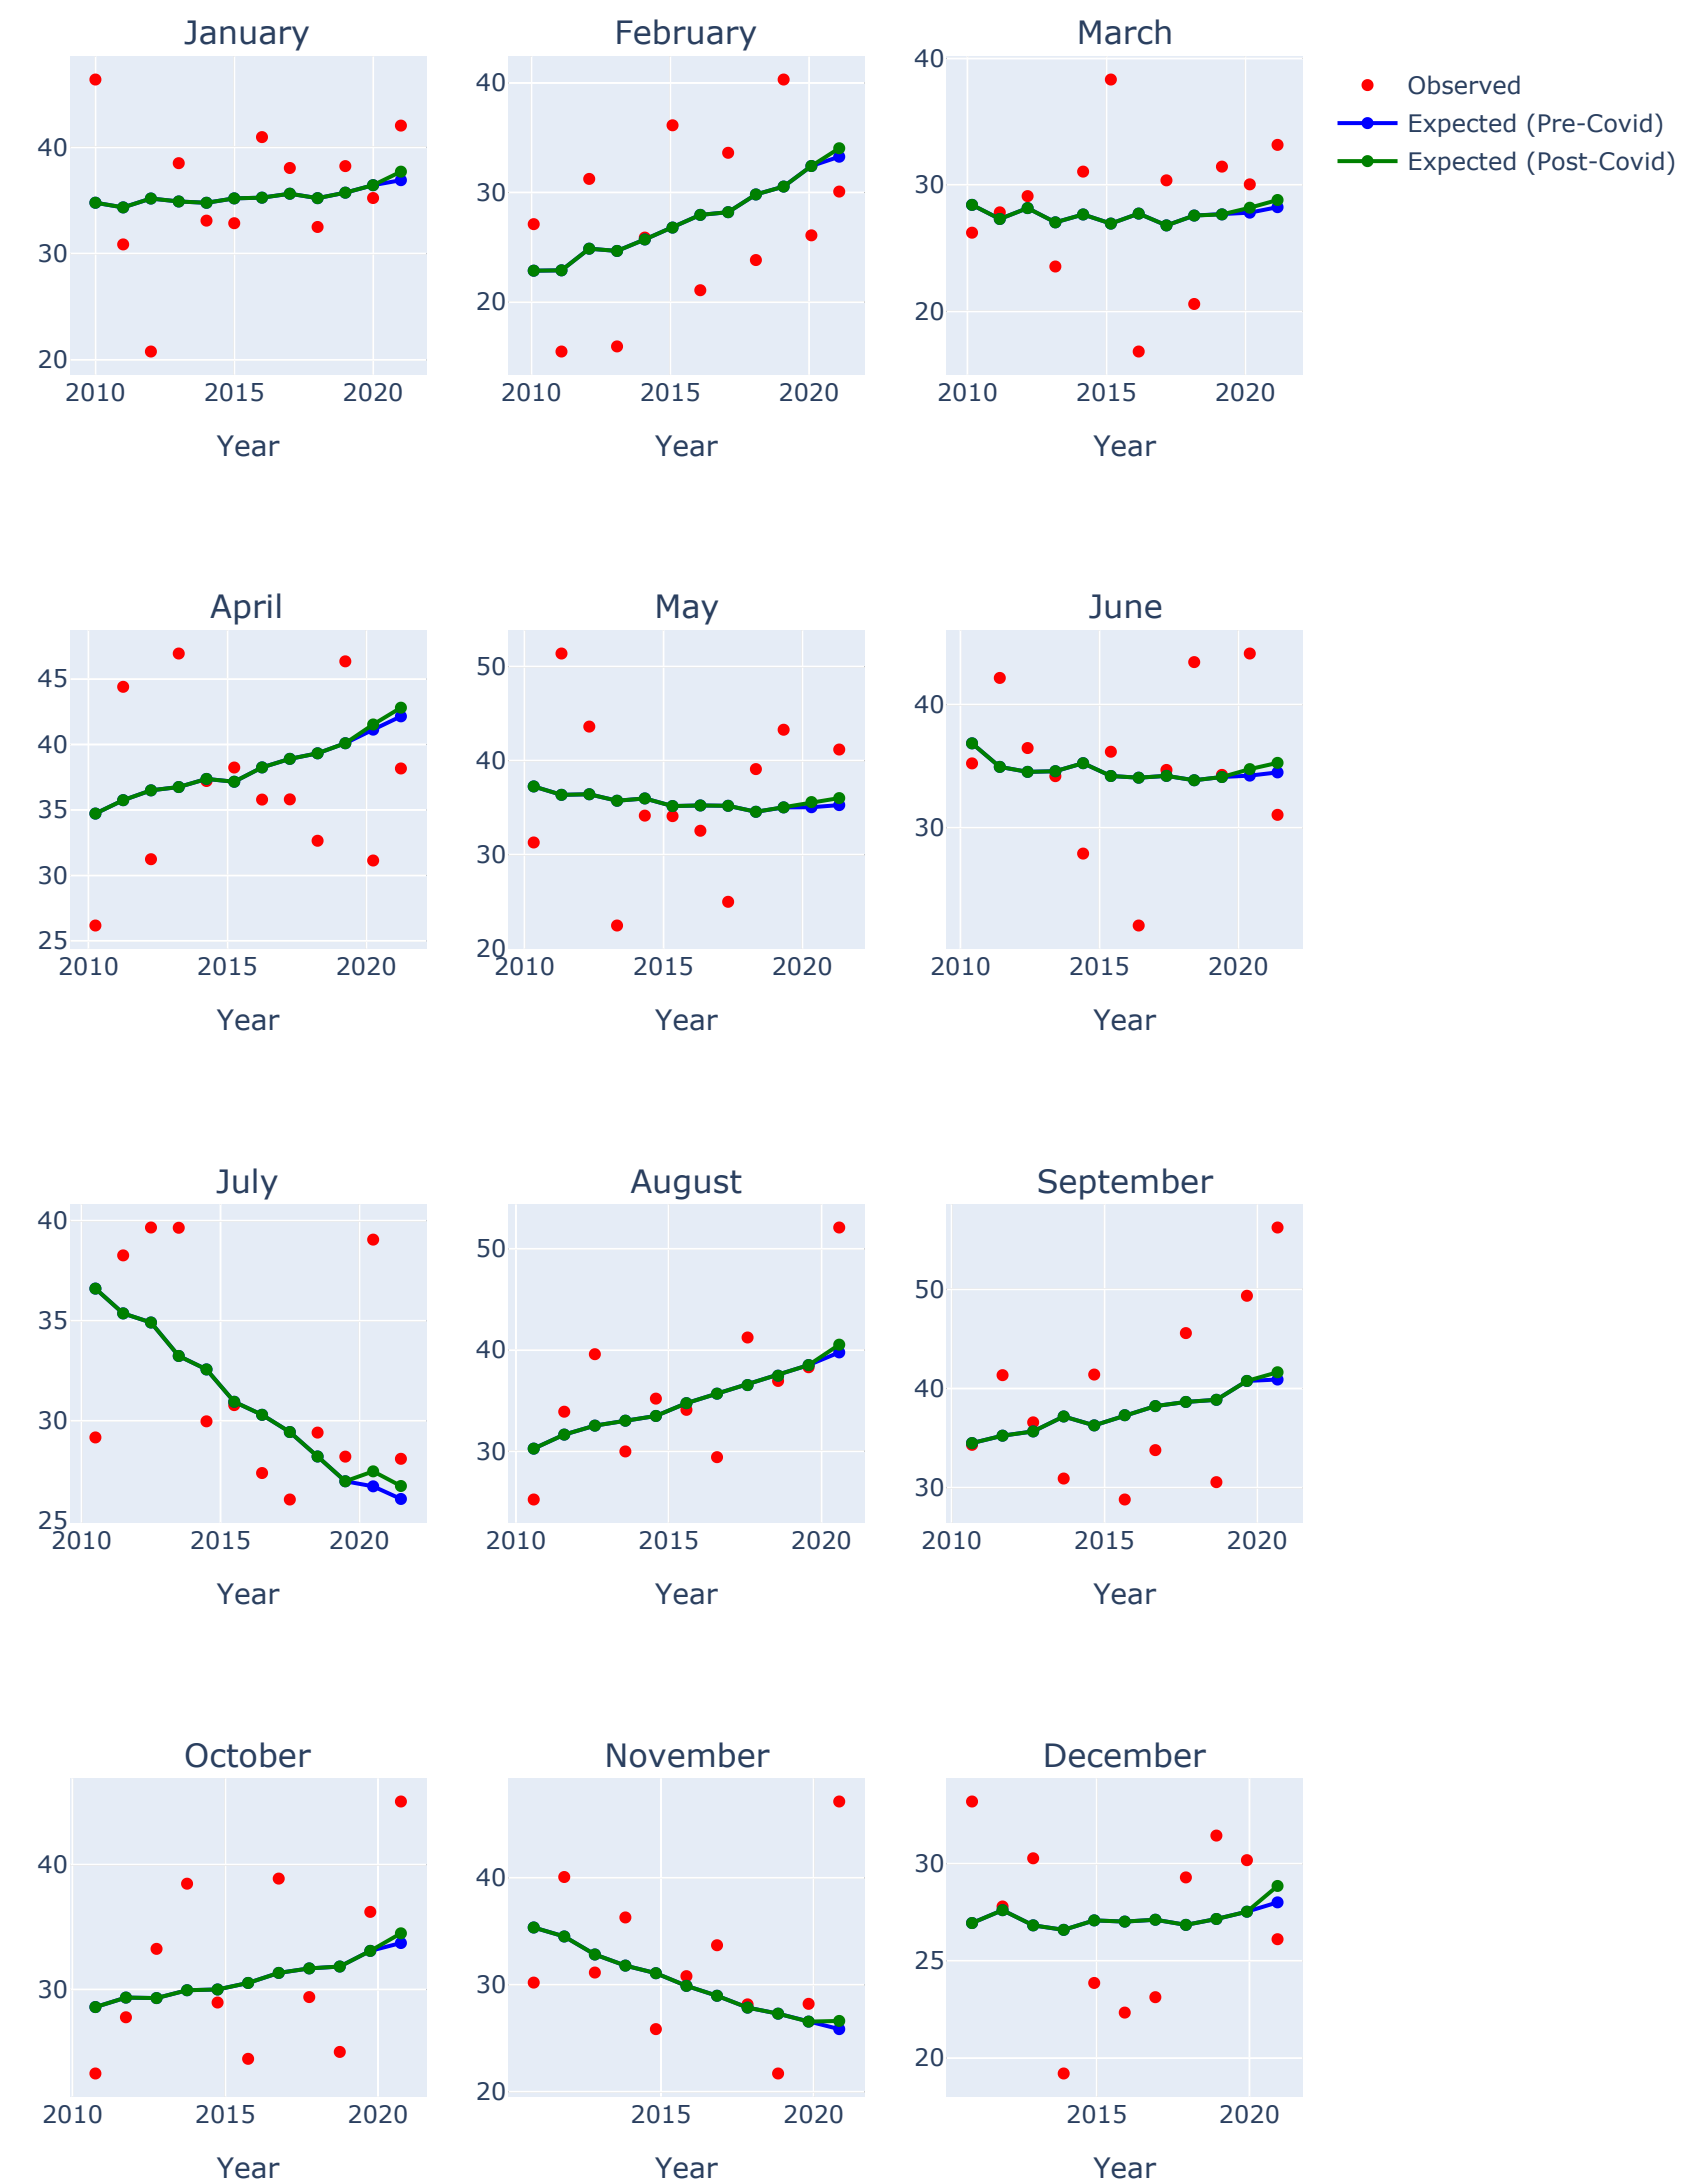 January
February
March
40
30
20
2010 2015 2020
Year
40
30
20
2010 2015 2020
Year
40
30
20
2010 2015 2020
Year
Observed
Expected (Pre-Covid)
Expected (Post-Covid)
April
May
June
45
40
35
30
25
2010 2015 2020
Year
50
40
30
20
2010 2015 2020
Year
40
30
2010 2015 2020
Year
July
August
September
40
35
30
25
2010 2015 2020
Year
50
40
30
2010 2015 2020
Year
50
40
30
2010 2015 2020
Year
October
November
December
40
30
2010 2015 2020
Year
40
30
20
2015 2020
Year
30
25
20
2015 2020
Year